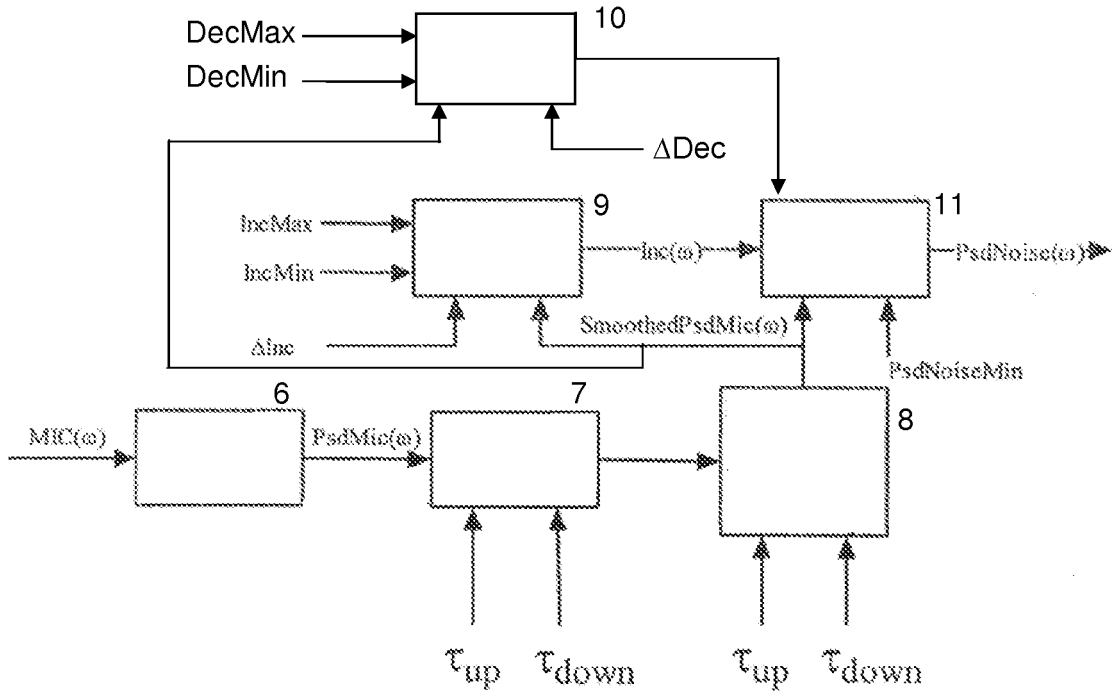 10
DecMax
DecMin
ΔDec
9
11
IncMax
Inc(ω)
PsdNoise(ω)
IncMin
SmoothedPsdMic(ω)
ΔInc
PsdNoiseMin
6
7
8
MIC(ω)
PsdMic(ω)
τup
τdown
τup
τdown